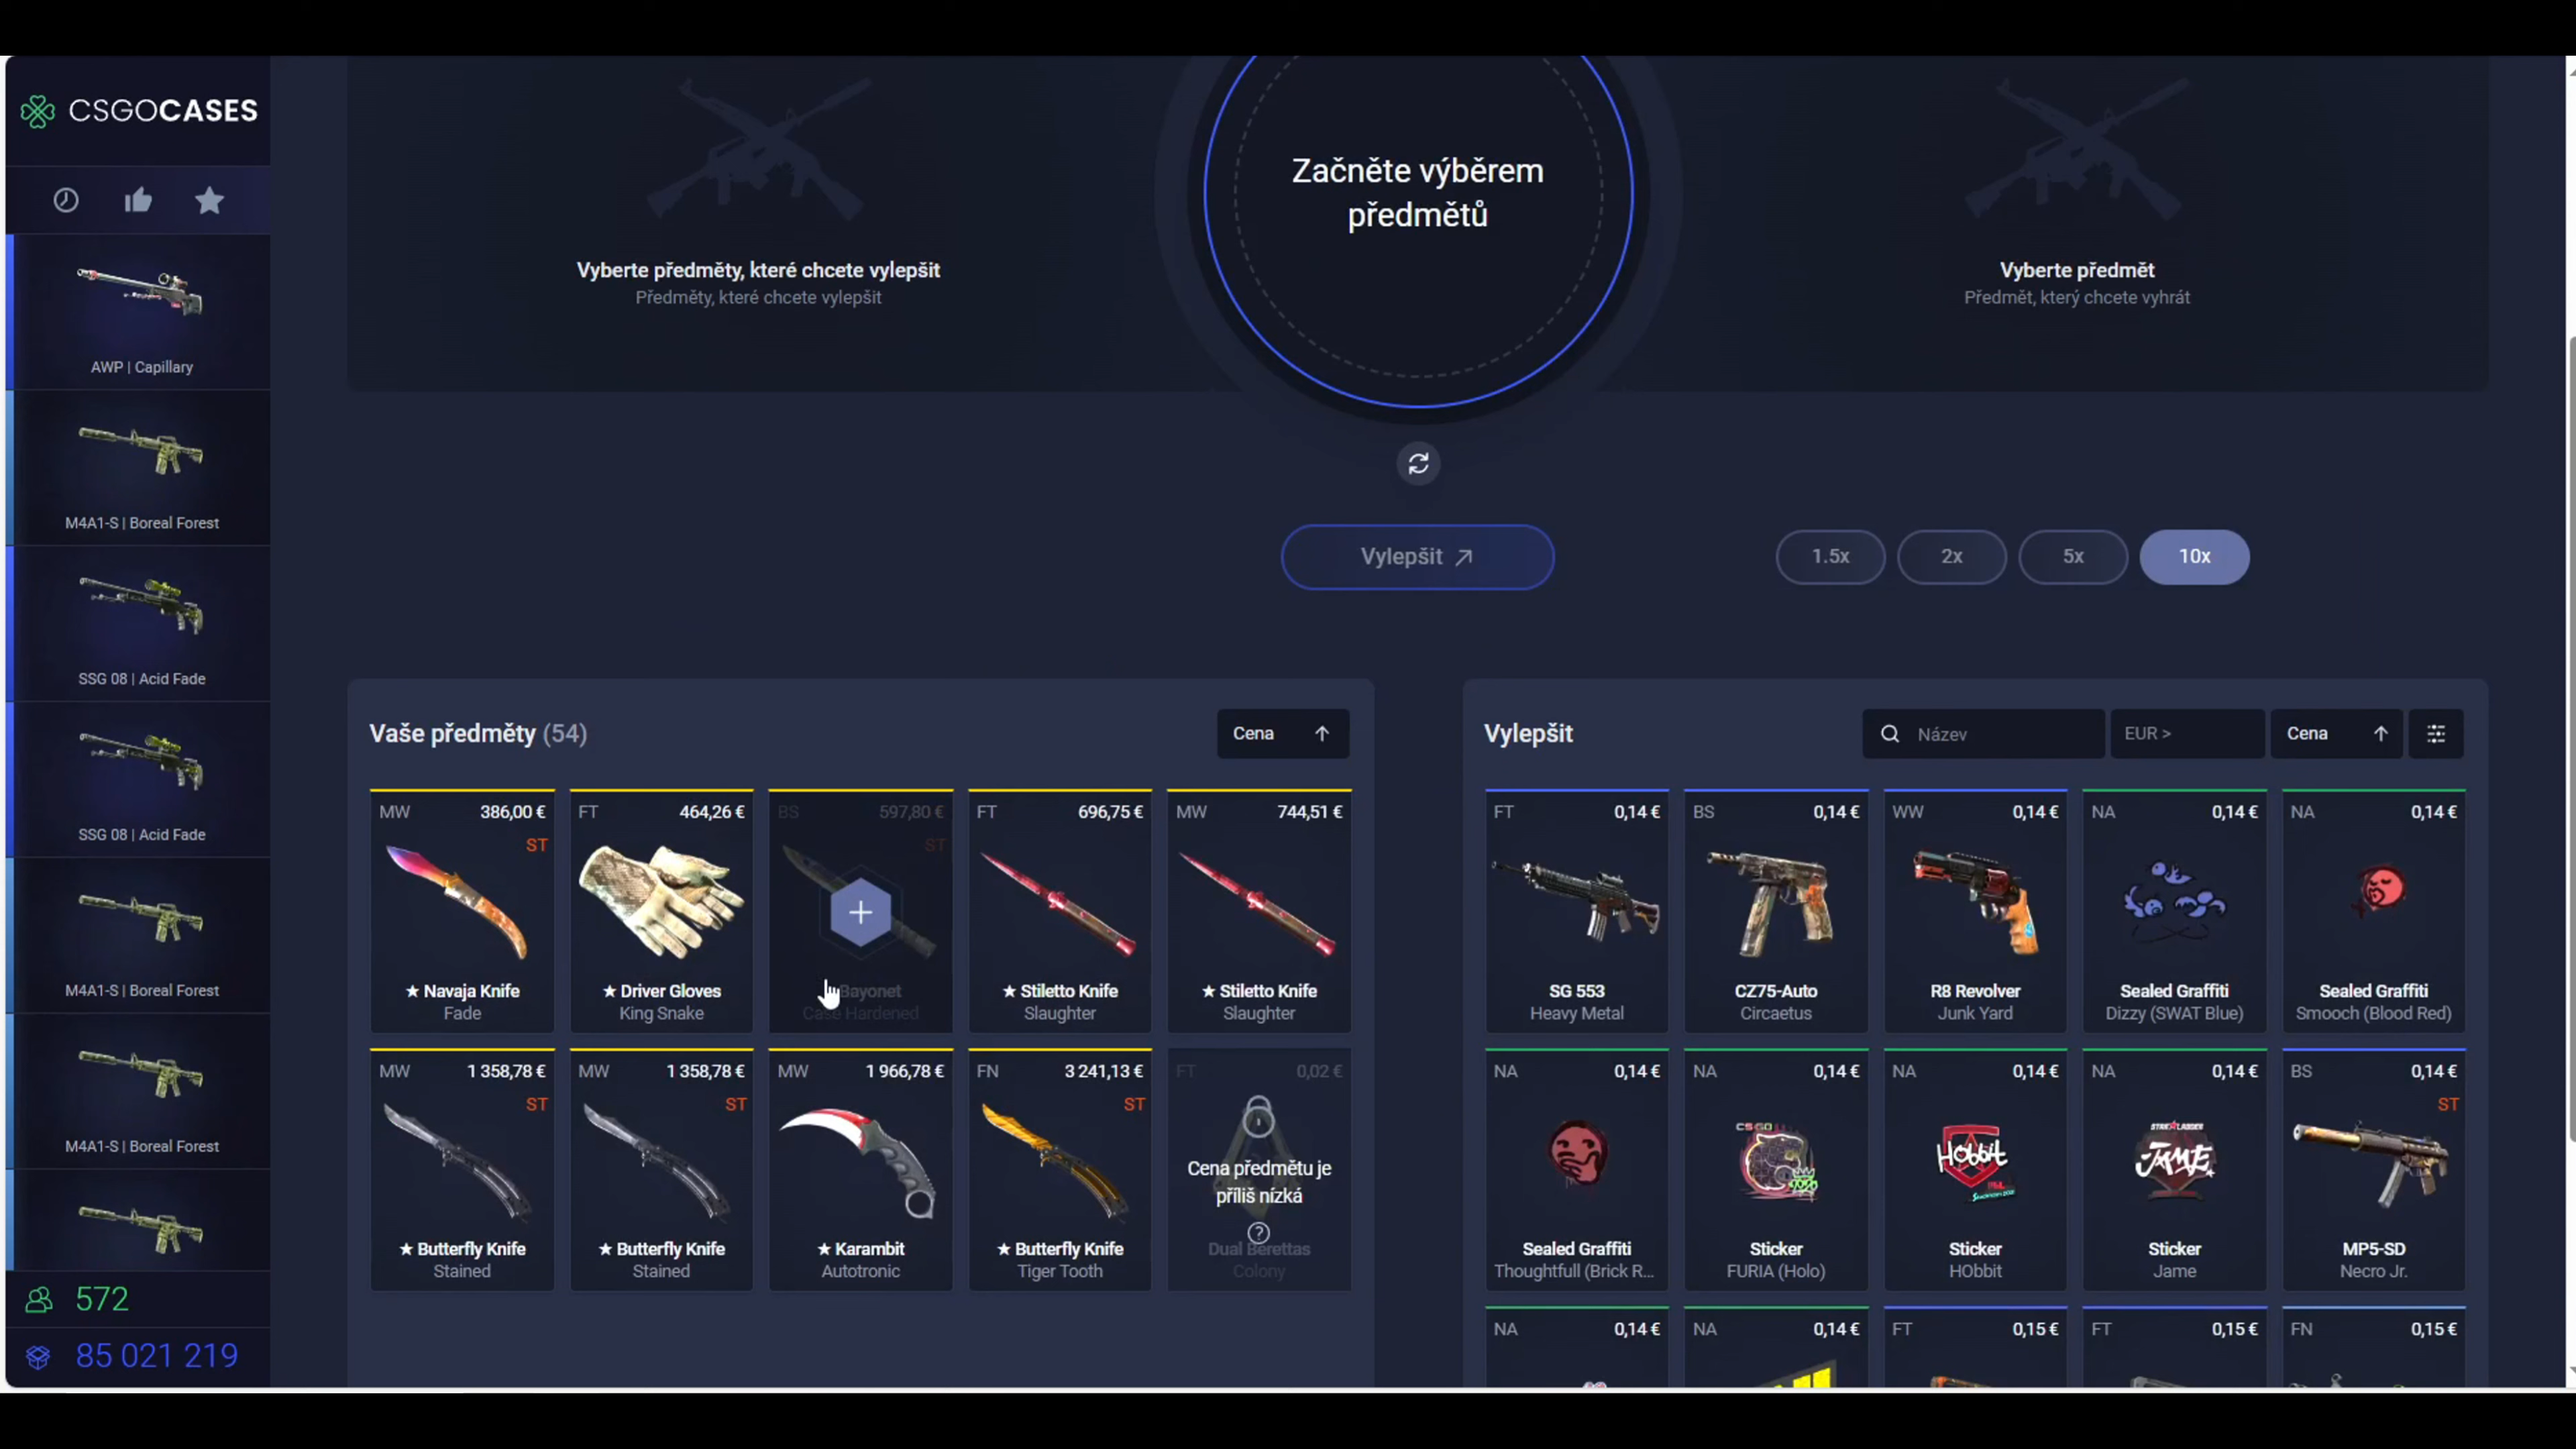 CSGOCASES
AWP | Capillary
M4A1-S | Boreal Forest
SSG 08 | Acid Fade
SSG 08 | Acid Fade
M4A1-S | Boreal Forest
M4A1-S | Boreal Forest
572
85 021 219
Vyberte předměty, které chcete vylepšit
Předměty, které chcete vylepšit
Začněte výběrem
předmětů
Vyberte předmět
Předmět, který chcete vyhrát
Vylepšit
1.5x
2x
5x
10x
Vaše předměty (54)
Cena
MW 386,00 €
ST
★ Navaja Knife
Fade
FT 464,26 €
★ Driver Gloves
King Snake
BS 597,80 €
ST
Bayonet
Case Hardened
FT 696,75 €
★ Stiletto Knife
Slaughter
MW 744,51 €
★ Stiletto Knife
Slaughter
MW 1 358,78 €
ST
★ Butterfly Knife
Stained
MW 1 358,78 €
ST
★ Butterfly Knife
Stained
MW 1 966,78 €
★ Karambit
Autotronic
FN 3 241,13 €
ST
★ Butterfly Knife
Tiger Tooth
FT 0,02 €
Cena předmětu je
příliš nízká
?
Dual Berettas
Colony
Vylepšit
Název
EUR >
Cena
FT 0,14 €
SG 553
Heavy Metal
BS 0,14 €
CZ75-Auto
Circaetus
WW 0,14 €
R8 Revolver
Junk Yard
NA 0,14 €
Sealed Graffiti
Dizzy (SWAT Blue)
NA 0,14 €
Sealed Graffiti
Smooch (Blood Red)
NA 0,14 €
Sealed Graffiti
Thoughtfull (Brick R...
NA 0,14 €
CSGO
Sticker
FURIA (Holo)
NA 0,14 €
HObbit
Sticker
HObbit
NA 0,14 €
STAR LADDER
JAME
Sticker
Jame
BS 0,14 €
ST
MP5-SD
Necro Jr.
NA 0,14 €
NA 0,14 €
FT 0,15 €
FT 0,15 €
FN 0,15 €